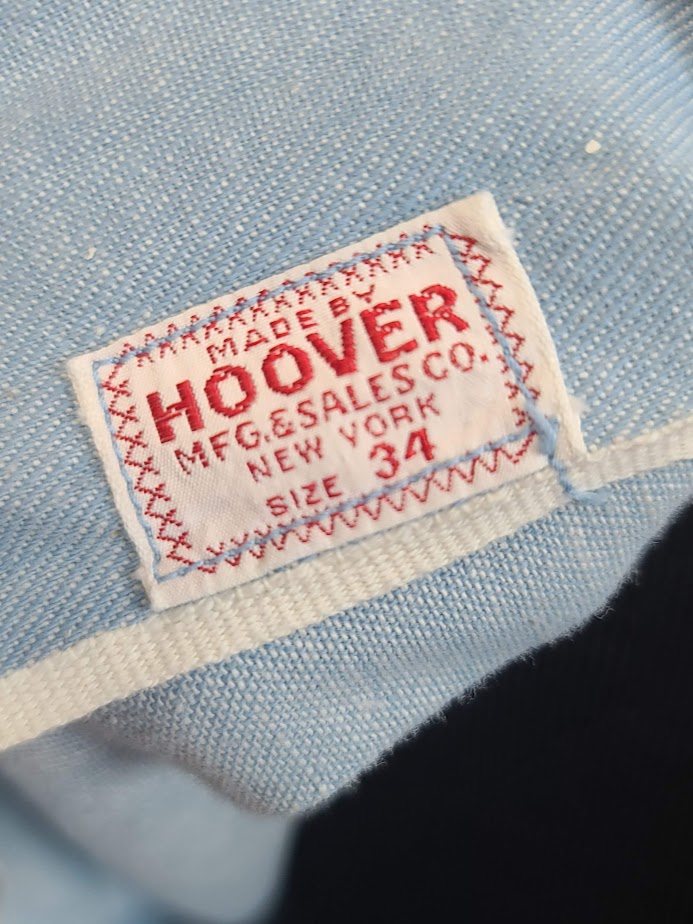 MADE BY
HOOVER
MFG.& SALES CO.
NEW YORK
SIZE 34